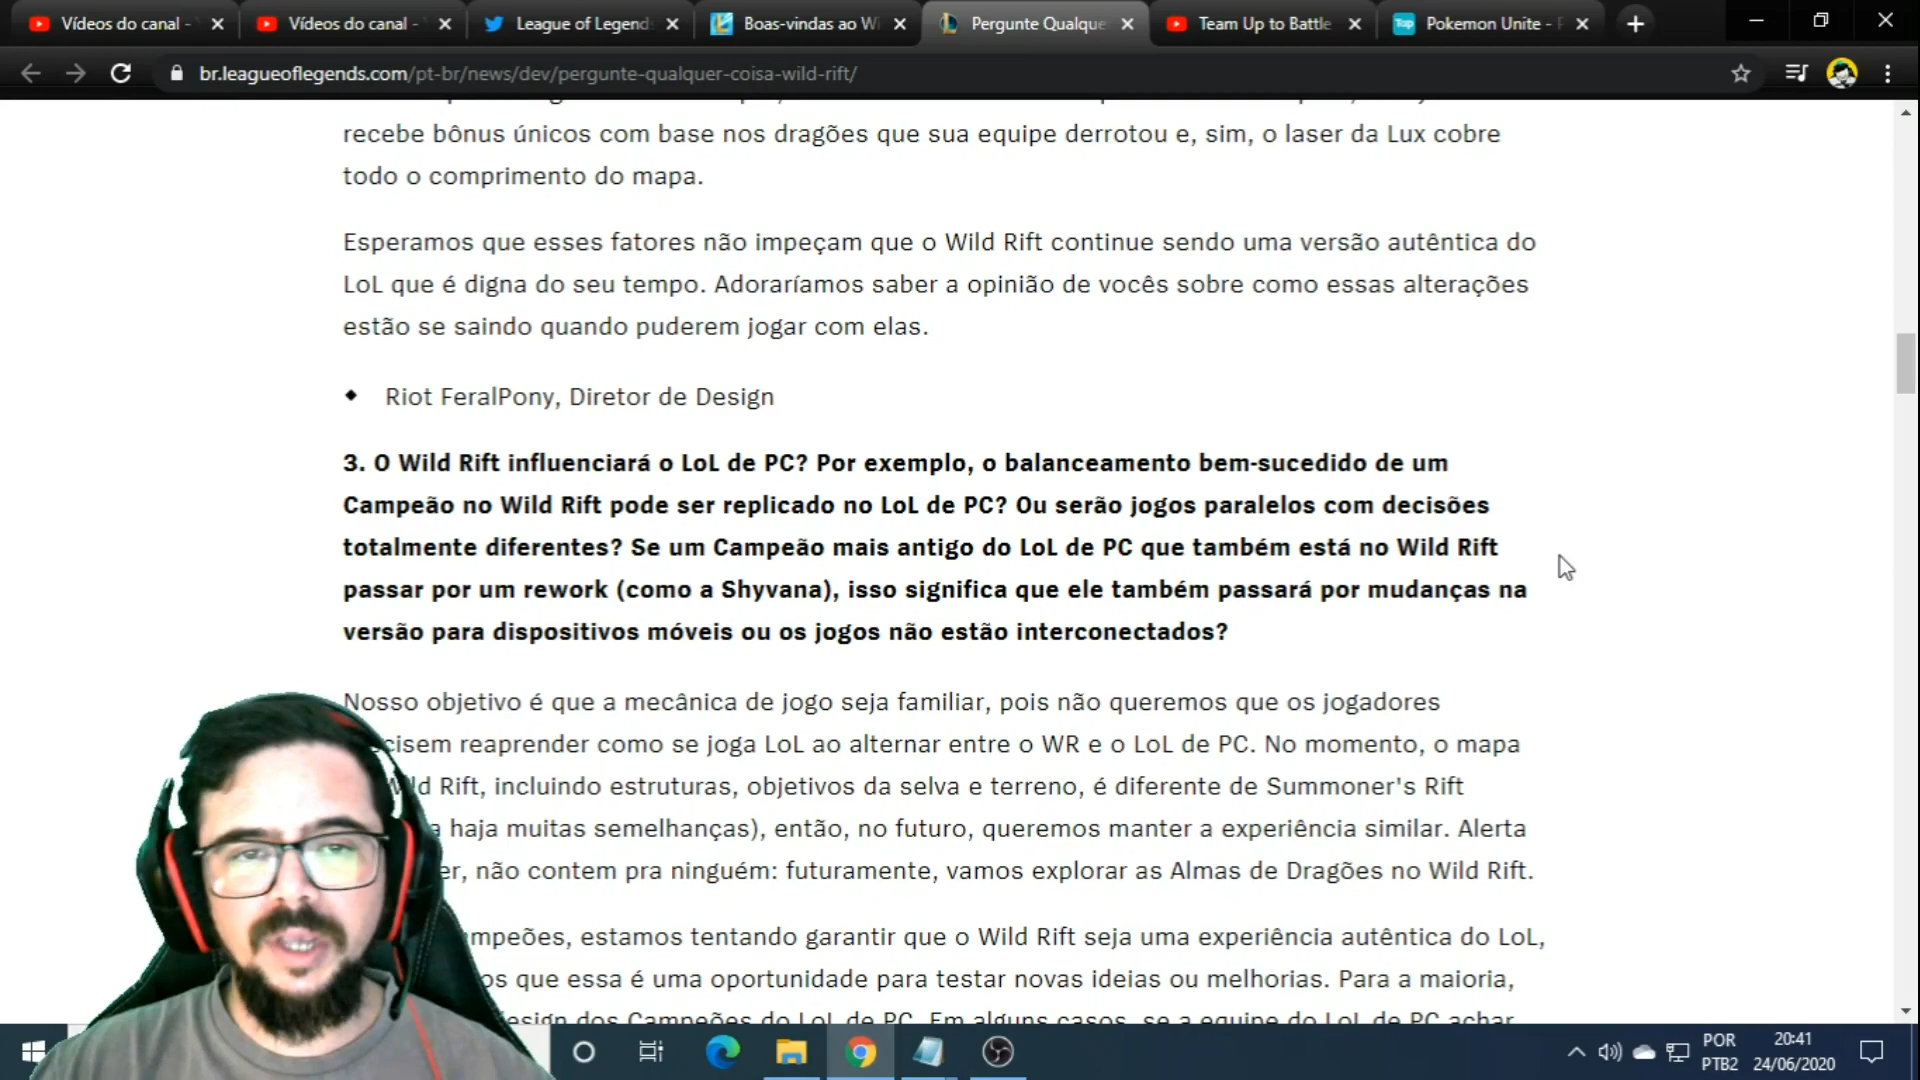 Vídeos do canal -
Vídeos do canal -
League of Legend
Boas-vindas ao Wi
Pergunte Qualque
Team Up to Battle
Top
Pokemon Unite -
br.leagueoflegends.com/pt-br/news/dev/pergunte-qualquer-coisa-wild-rift/
recebe bônus únicos com base nos dragões que sua equipe derrotou e, sim, o laser da Lux cobre
todo o comprimento do mapa.
Esperamos que esses fatores não impeçam que o Wild Rift continue sendo uma versão autêntica do
LoL que é digna do seu tempo. Adoraríamos saber a opinião de vocês sobre como essas alterações
estão se saindo quando puderem jogar com elas.
Riot FeralPony, Diretor de Design
3. O Wild Rift influenciará o LoL de PC? Por exemplo, o balanceamento bem-sucedido de um
Campeão no Wild Rift pode ser replicado no LoL de PC? Ou serão jogos paralelos com decisões
totalmente diferentes? Se um Campeão mais antigo do LoL de PC que também está no Wild Rift
passar por um rework (como a Shyvana), isso significa que ele também passará por mudanças na
versão para dispositivos móveis ou os jogos não estão interconectados?
Nosso objetivo é que a mecânica de jogo seja familiar, pois não queremos que os jogadores
cisem reaprender como se joga LoL ao alternar entre o WR e o LoL de PC. No momento, o mapa
ld Rift, incluindo estruturas, objetivos da selva e terreno, é diferente de Summoner's Rift
a haja muitas semelhanças), então, no futuro, queremos manter a experiência similar. Alerta
er, não contem pra ninguém: futuramente, vamos explorar as Almas de Dragões no Wild Rift.
mpeões, estamos tentando garantir que o Wild Rift seja uma experiência autêntica do LoL,
os que essa é uma oportunidade para testar novas ideias ou melhorias. Para a maioria,
design dos Campeões do LoL de PC. Em alguns casos, se a equipe do LoL de PC achar
POR
PTB2
20:41
24/06/2020